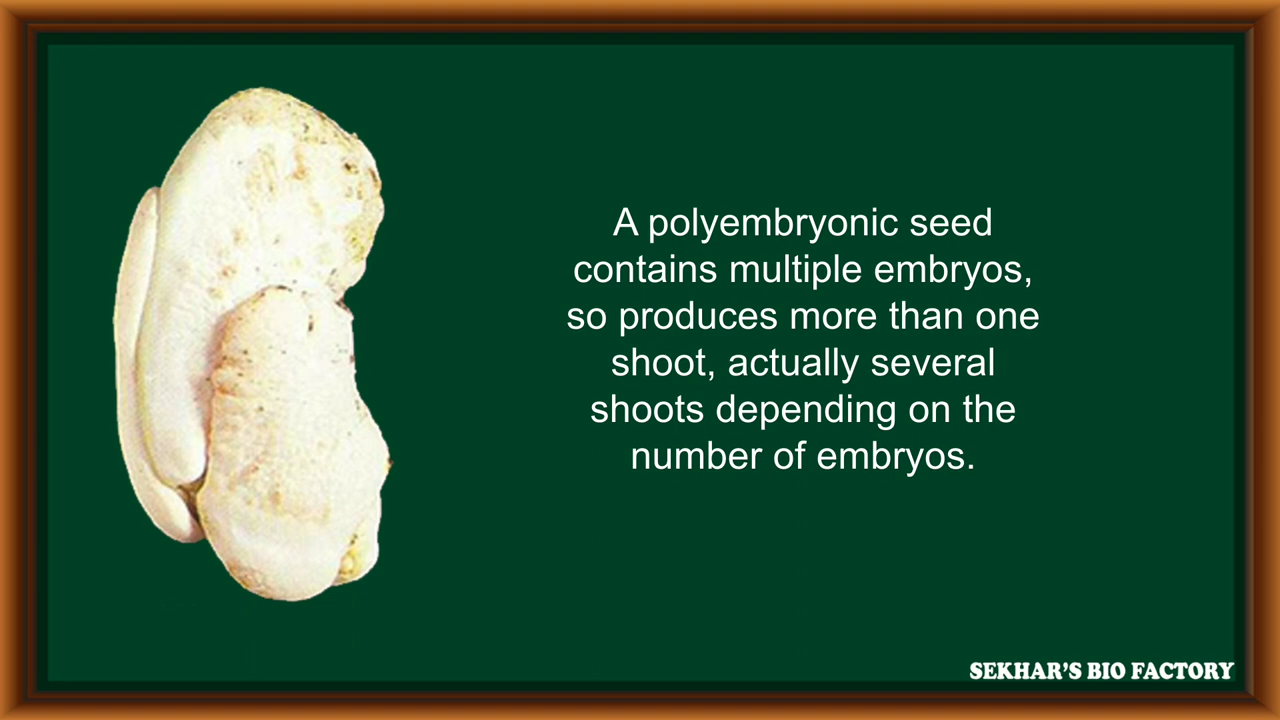 A polyembryonic seed
contains multiple embryos,
so produces more than one
shoot, actually several
shoots depending on the
number of embryos.
SEKHAR'S BIO FACTORY